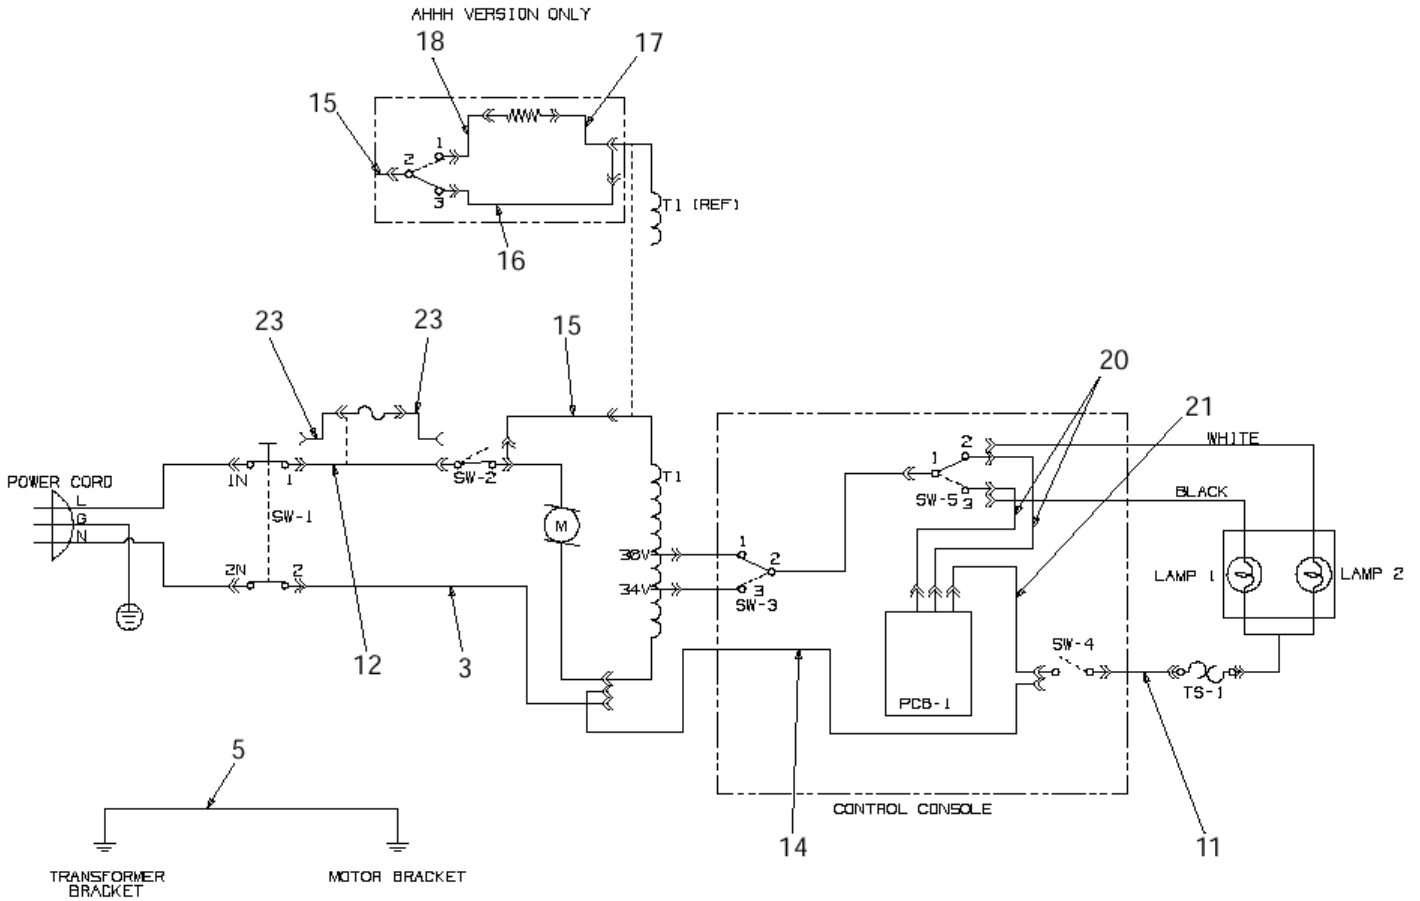 AHHH VERSION ONLY
18
17
15
1
2
3
T1 (REF)
16
23
23
15
20
21
WHITE
POWER CORD
L
G
N
1N
1
SW-1
SW-2
T1
M
1
2
SW-5
3
BLACK
2N
2
36V
34V
1
2
3
SW-3
LAMP 1
LAMP 2
12
3
SW-4
PCB-1
TS-1
5
CONTROL CONSOLE
14
11
TRANSFORMER
BRACKET
MOTOR BRACKET